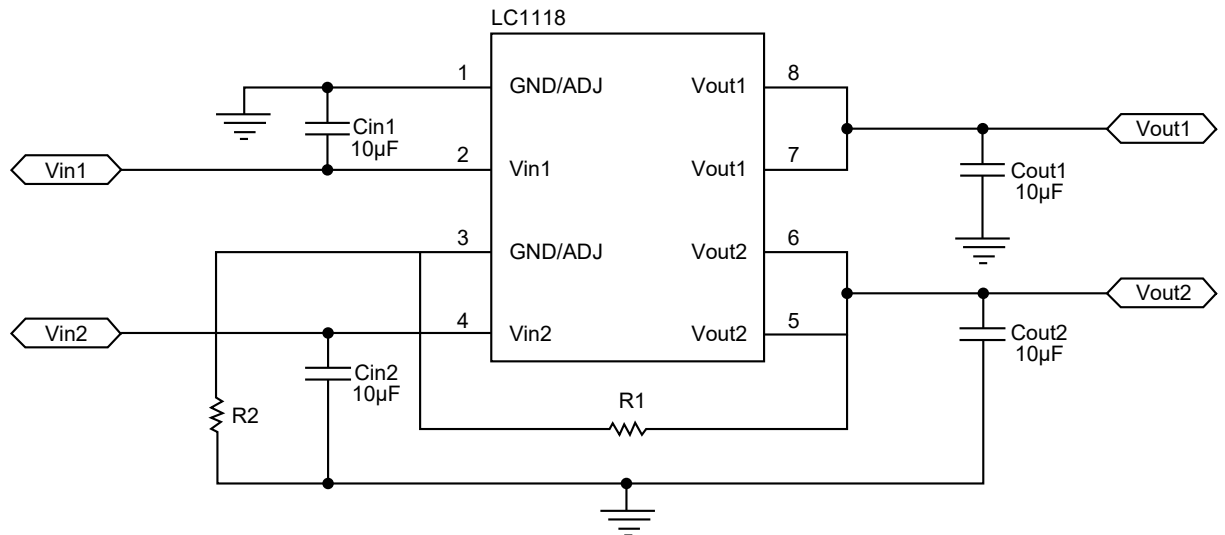 LC1118
1
GND/ADJ
Vout1
8
Cin1
10µF
Vin1
2
Vin1
Vout1
7
Vout1
Cout1
10µF
3
GND/ADJ
Vout2
6
Vout2
Vin2
4
Vin2
Vout2
5
Cout2
10µF
Cin2
10µF
R2
R1